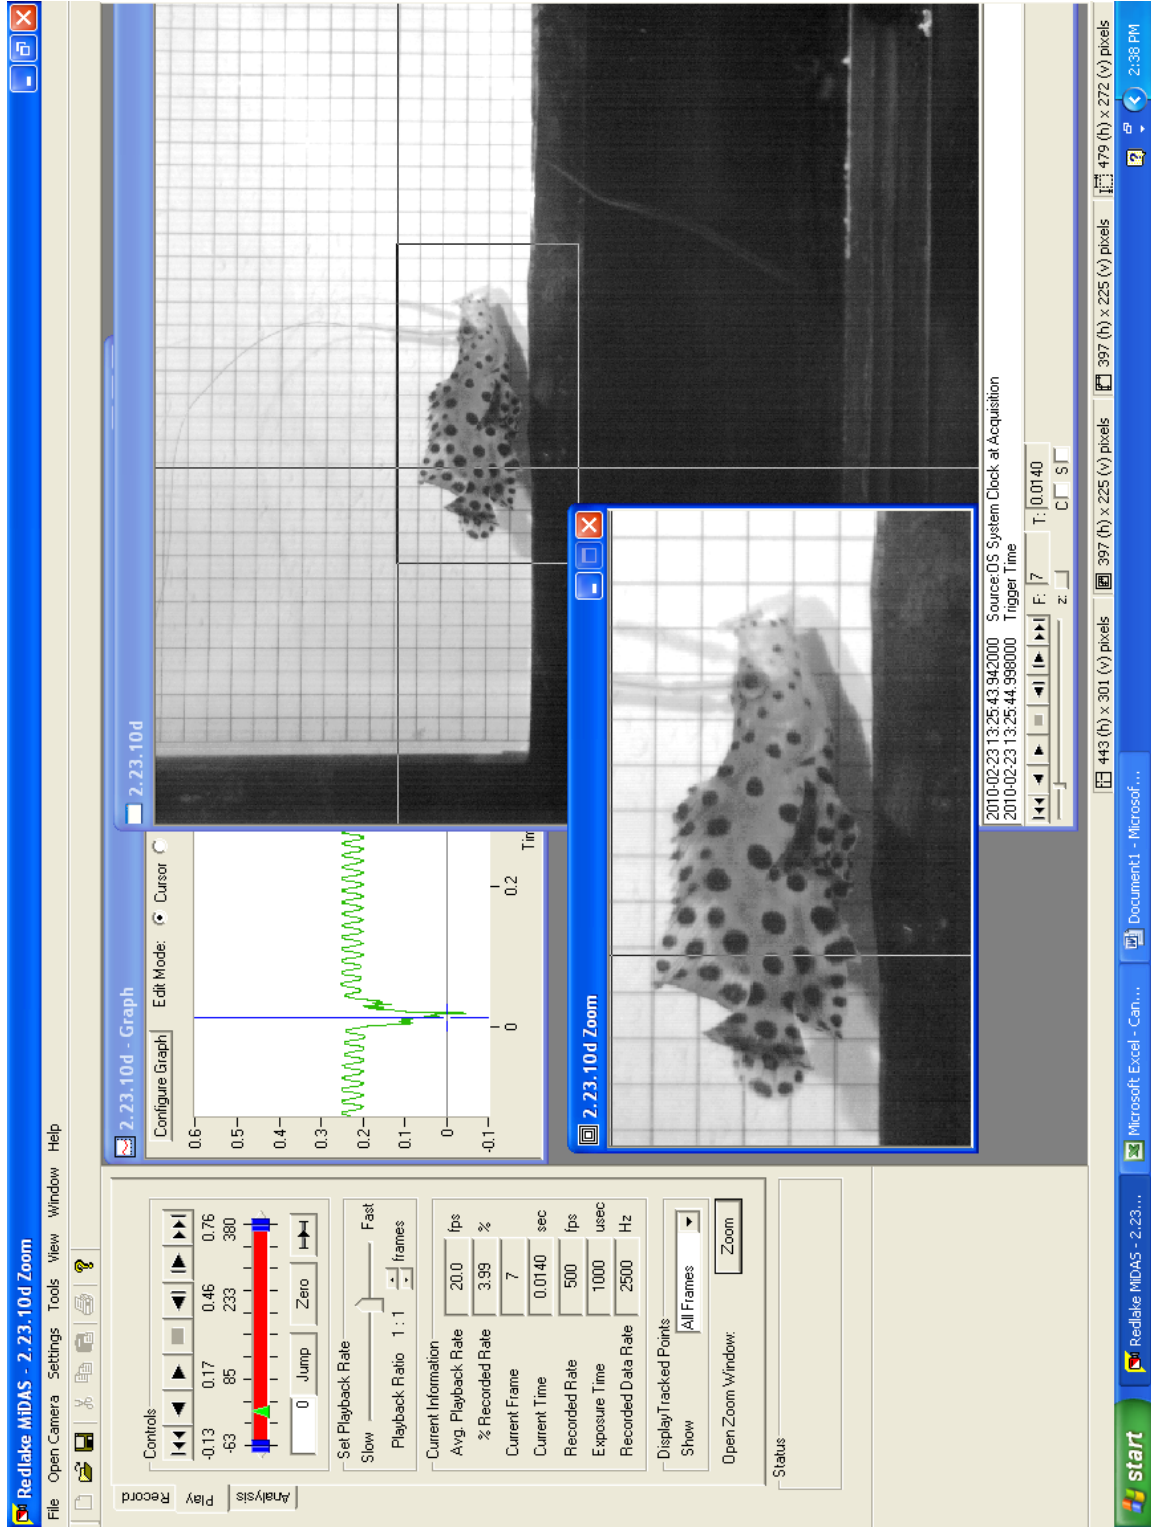 Redlake MiDAS - 2.23.10d Zoom
File Open Camera Settings Tools View Window Help
Record
Play
Analysis
Controls
-0.13 0.17 0.46 0.76
-63 85 233 380
0 Jump Zero
Set Playback Rate
Slow Fast
Playback Ratio 1 : 1 frames
Current Information
Avg. Playback Rate 20.0 fps
% Recorded Rate 3.99 %
Current Frame 7
Current Time 0.0140 sec
Recorded Rate 500 fps
Exposure Time 1000 usec
Recorded Data Rate 2500 Hz
DisplayTracked Points
Show All Frames
Open Zoom Window: Zoom
Status
2.23.10d - Graph
Configure Graph Edit Mode: Cursor
0.6
0.5
0.4
0.3
0.2
0.1
0
-0.1
0 0.2
Tim
2.23.10d
2.23.10d Zoom
2010-02-23 13:25:43.942000 Source:OS System Clock at Acquisition
2010-02-23 13:25:44.998000 Trigger Time
F: 7 T: 0.0140
z: C S
443 (h) x 301 (v) pixels 397 (h) x 225 (v) pixels 397 (h) x 225 (v) pixels 479 (h) x 272 (v) pixels
start Redlake MiDAS - 2.23... Microsoft Excel - Can... Document1 - Microsof... 2:38 PM